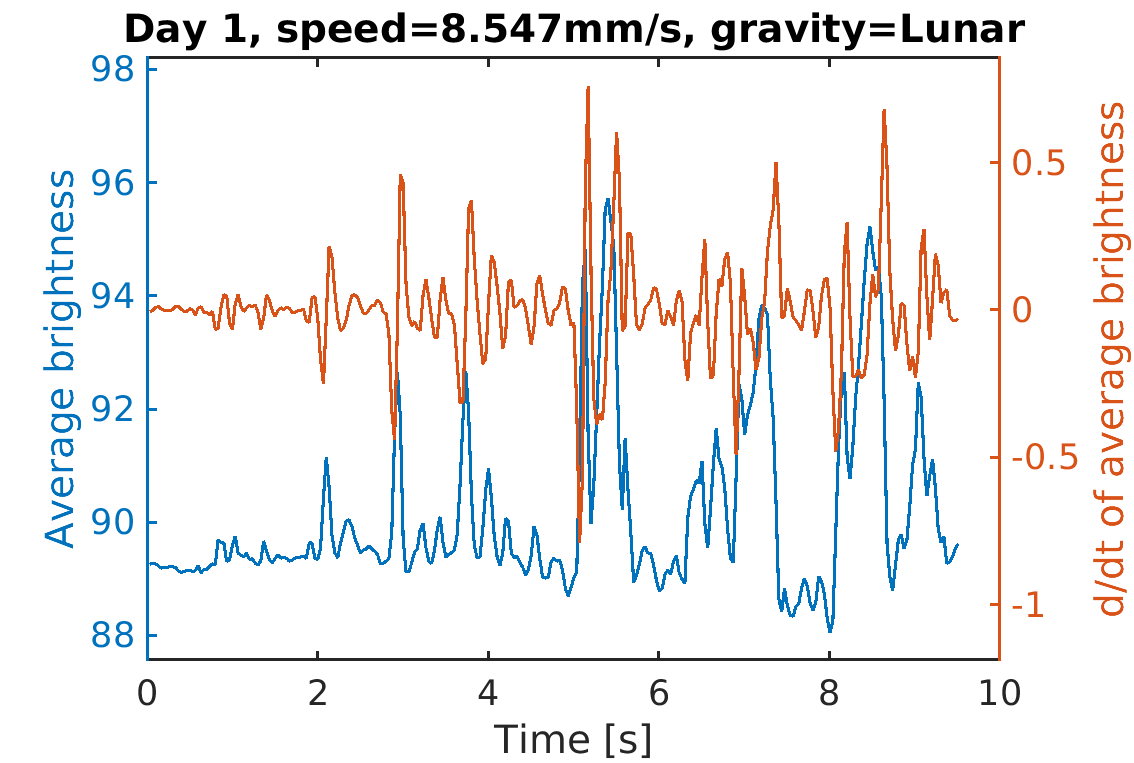 Day 1, speed=8.547mm/s, gravity=Lunar
98
96
94
92
90
88
Average brightness
0.5
0
-0.5
-1
d/dt of average brightness
0 2 4 6 8 10
Time [s]